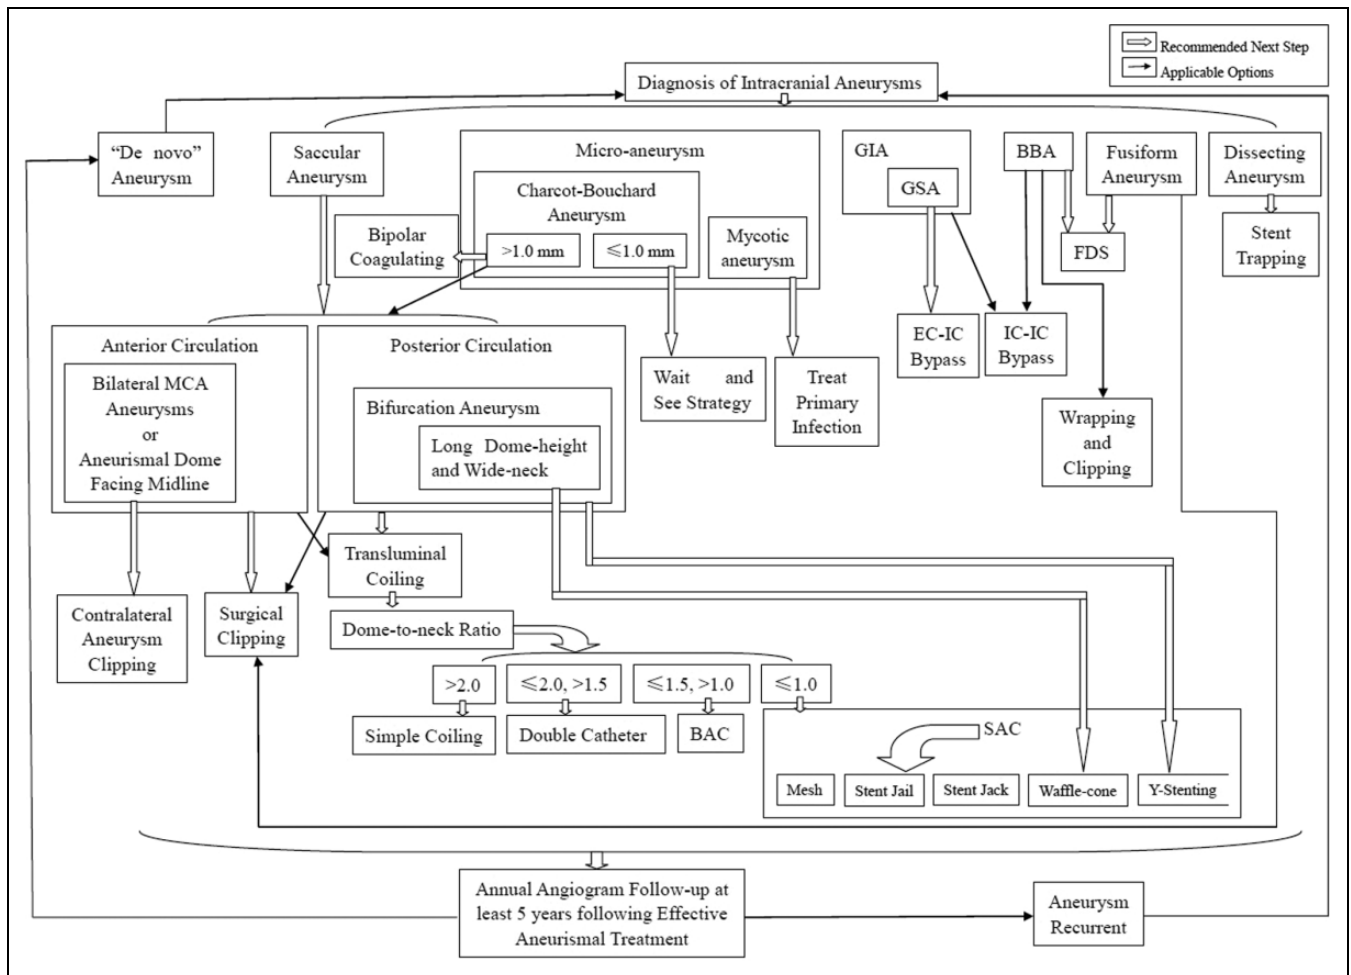 Recommended Next Step
Applicable Options
Diagnosis of Intracranial Aneurysms
“De novo”
Aneurysm
Saccular
Aneurysm
Micro-aneurysm
Charcot-Bouchard
Aneurysm
>1.0 mm
≤1.0 mm
Mycotic
aneurysm
Bipolar
Coagulating
GIA
GSA
BBA
Fusiform
Aneurysm
Dissecting
Aneurysm
FDS
Stent
Trapping
EC-IC
Bypass
IC-IC
Bypass
Anterior Circulation
Bilateral MCA
Aneurysms
or
Aneurismal Dome
Facing Midline
Posterior Circulation
Bifurcation Aneurysm
Long Dome-height
and Wide-neck
Wait and
See Strategy
Treat
Primary
Infection
Wrapping
and
Clipping
Transluminal
Coiling
Contralateral
Aneurysm
Clipping
Surgical
Clipping
Dome-to-neck Ratio
>2.0
≤2.0, >1.5
≤1.5, >1.0
≤1.0
Simple Coiling
Double Catheter
BAC
SAC
Mesh
Stent Jail
Stent Jack
Waffle-cone
Y-Stenting
Annual Angiogram Follow-up at
least 5 years following Effective
Aneurismal Treatment
Aneurysm
Recurrent